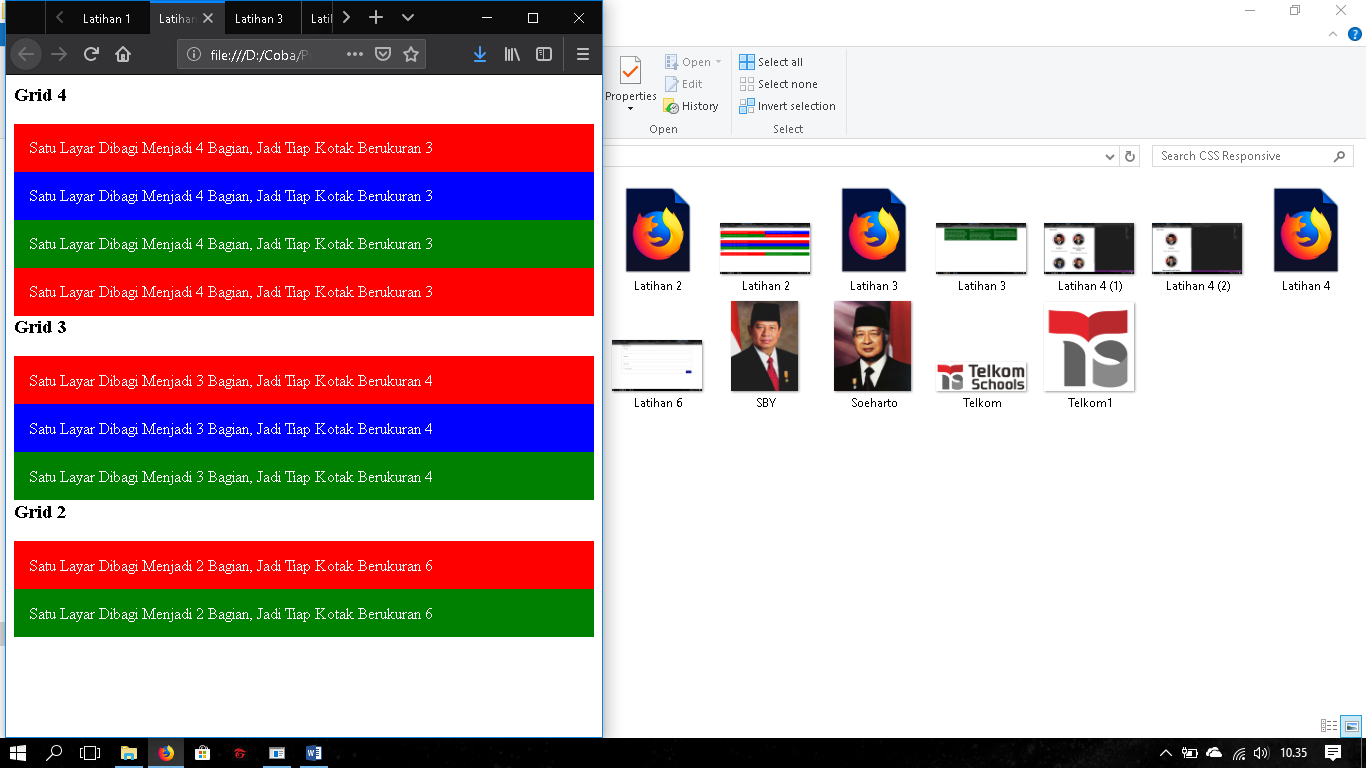 Latihan 1
Latihan
Latihan 3
Lati
file:///D:/Coba/P
Grid 4
Satu Layar Dibagi Menjadi 4 Bagian, Jadi Tiap Kotak Berukuran 3
Satu Layar Dibagi Menjadi 4 Bagian, Jadi Tiap Kotak Berukuran 3
Satu Layar Dibagi Menjadi 4 Bagian, Jadi Tiap Kotak Berukuran 3
Satu Layar Dibagi Menjadi 4 Bagian, Jadi Tiap Kotak Berukuran 3
Grid 3
Satu Layar Dibagi Menjadi 3 Bagian, Jadi Tiap Kotak Berukuran 4
Satu Layar Dibagi Menjadi 3 Bagian, Jadi Tiap Kotak Berukuran 4
Satu Layar Dibagi Menjadi 3 Bagian, Jadi Tiap Kotak Berukuran 4
Grid 2
Satu Layar Dibagi Menjadi 2 Bagian, Jadi Tiap Kotak Berukuran 6
Satu Layar Dibagi Menjadi 2 Bagian, Jadi Tiap Kotak Berukuran 6
Properties
Open
Edit
History
Open
Select all
Select none
Invert selection
Select
Search CSS Responsive
Latihan 2
Latihan 2
Latihan 3
Latihan 3
Latihan 4 (1)
Latihan 4 (2)
Latihan 4
Telkom
Schools
Latihan 6
SBY
Soeharto
Telkom
Telkom1
10.35